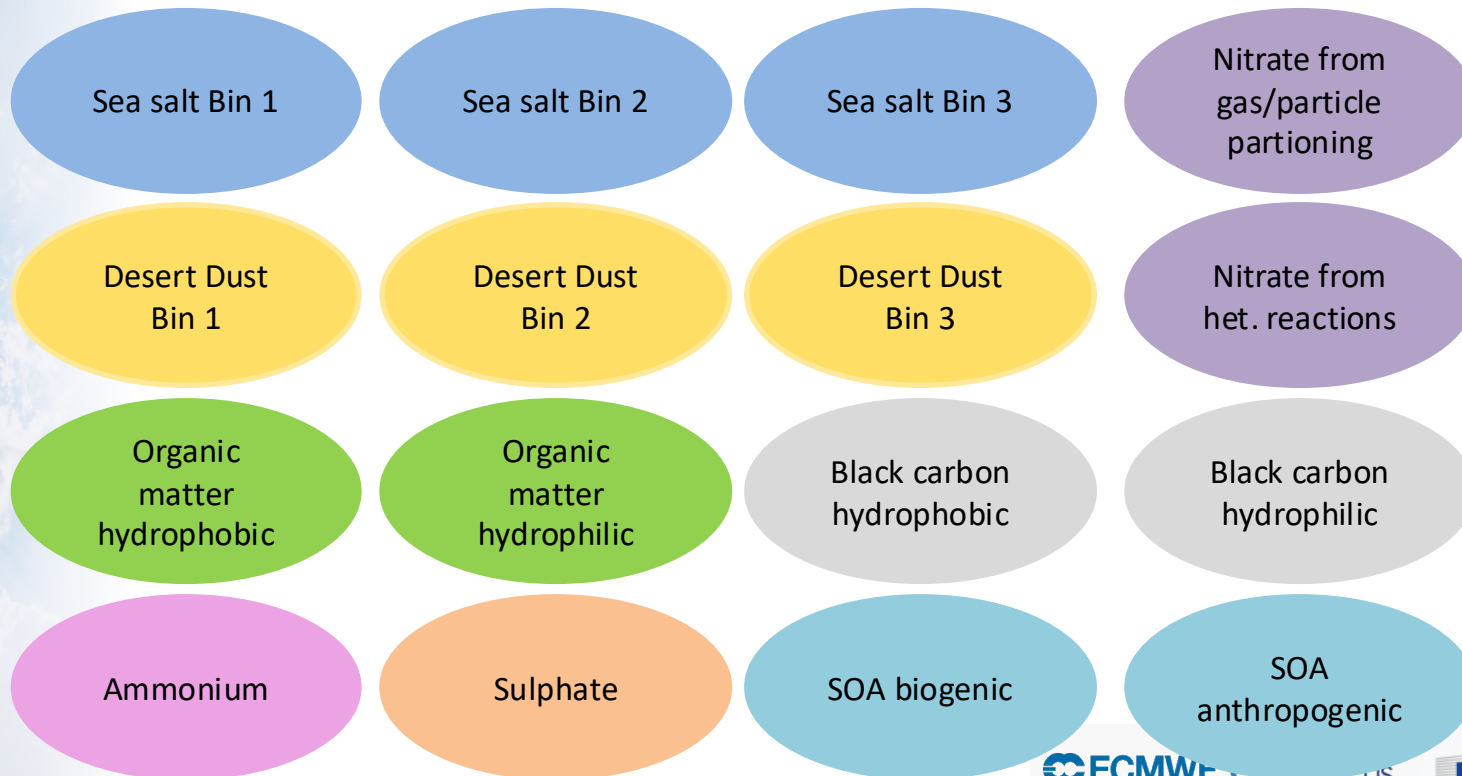 Sea salt Bin 1
Sea salt Bin 2
Sea salt Bin 3
Nitrate from
gas/particle
partioning
Desert Dust
Bin 1
Desert Dust
Bin 2
Desert Dust
Bin 3
Nitrate from
het. reactions
Organic
matter
hydrophobic
Organic
matter
hydrophilic
Black carbon
hydrophobic
Black carbon
hydrophilic
Ammonium
Sulphate
SOA biogenic
SOA
anthropogenic
ECMWF